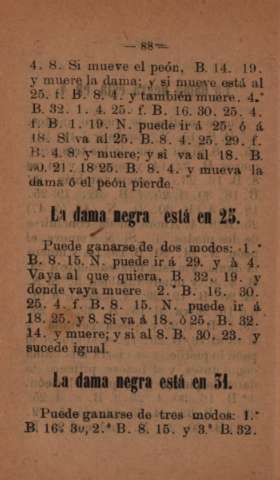 — 88 —
4. 8. Si mueve el peón, B. 14. 19.
y muere la dama; y si mueve está al
25. f. B. 8. 4. y también muere. 4.ª
B. 32. 1. 4. 25. f. B. 16. 30. 25. 4.
f. B. 1. 19. N. puede ir á 25. ó á
18. Si va al 25. B. 8. 4. 25. 29. f.
B. 4. 8. y muere; y si va al 18. B.
30. 21. 18 25. B. 8. 4. y mueva la
dama ó el peón pierde.
La dama negra está en 25.
Puede ganarse de dos modos: 1.ª
B. 8. 15. N. puede ir á 29. y á 4.
Vaya al que quiera, B. 32. 19. y
donde vaya muere 2.ª B. 16. 30.
25. 4. f. B. 8. 15. N. puede ir á
18. 25. y 8. Si vá á 18. ó 25. B. 32.
14. y muere; y si al 8. B. 30. 23. y
sucede igual.
La dama negra está en 31.
Puede ganarse de tres modos: 1.ª
B. 16. 30, 2.ª B. 8. 15. y 3.ª B. 32.